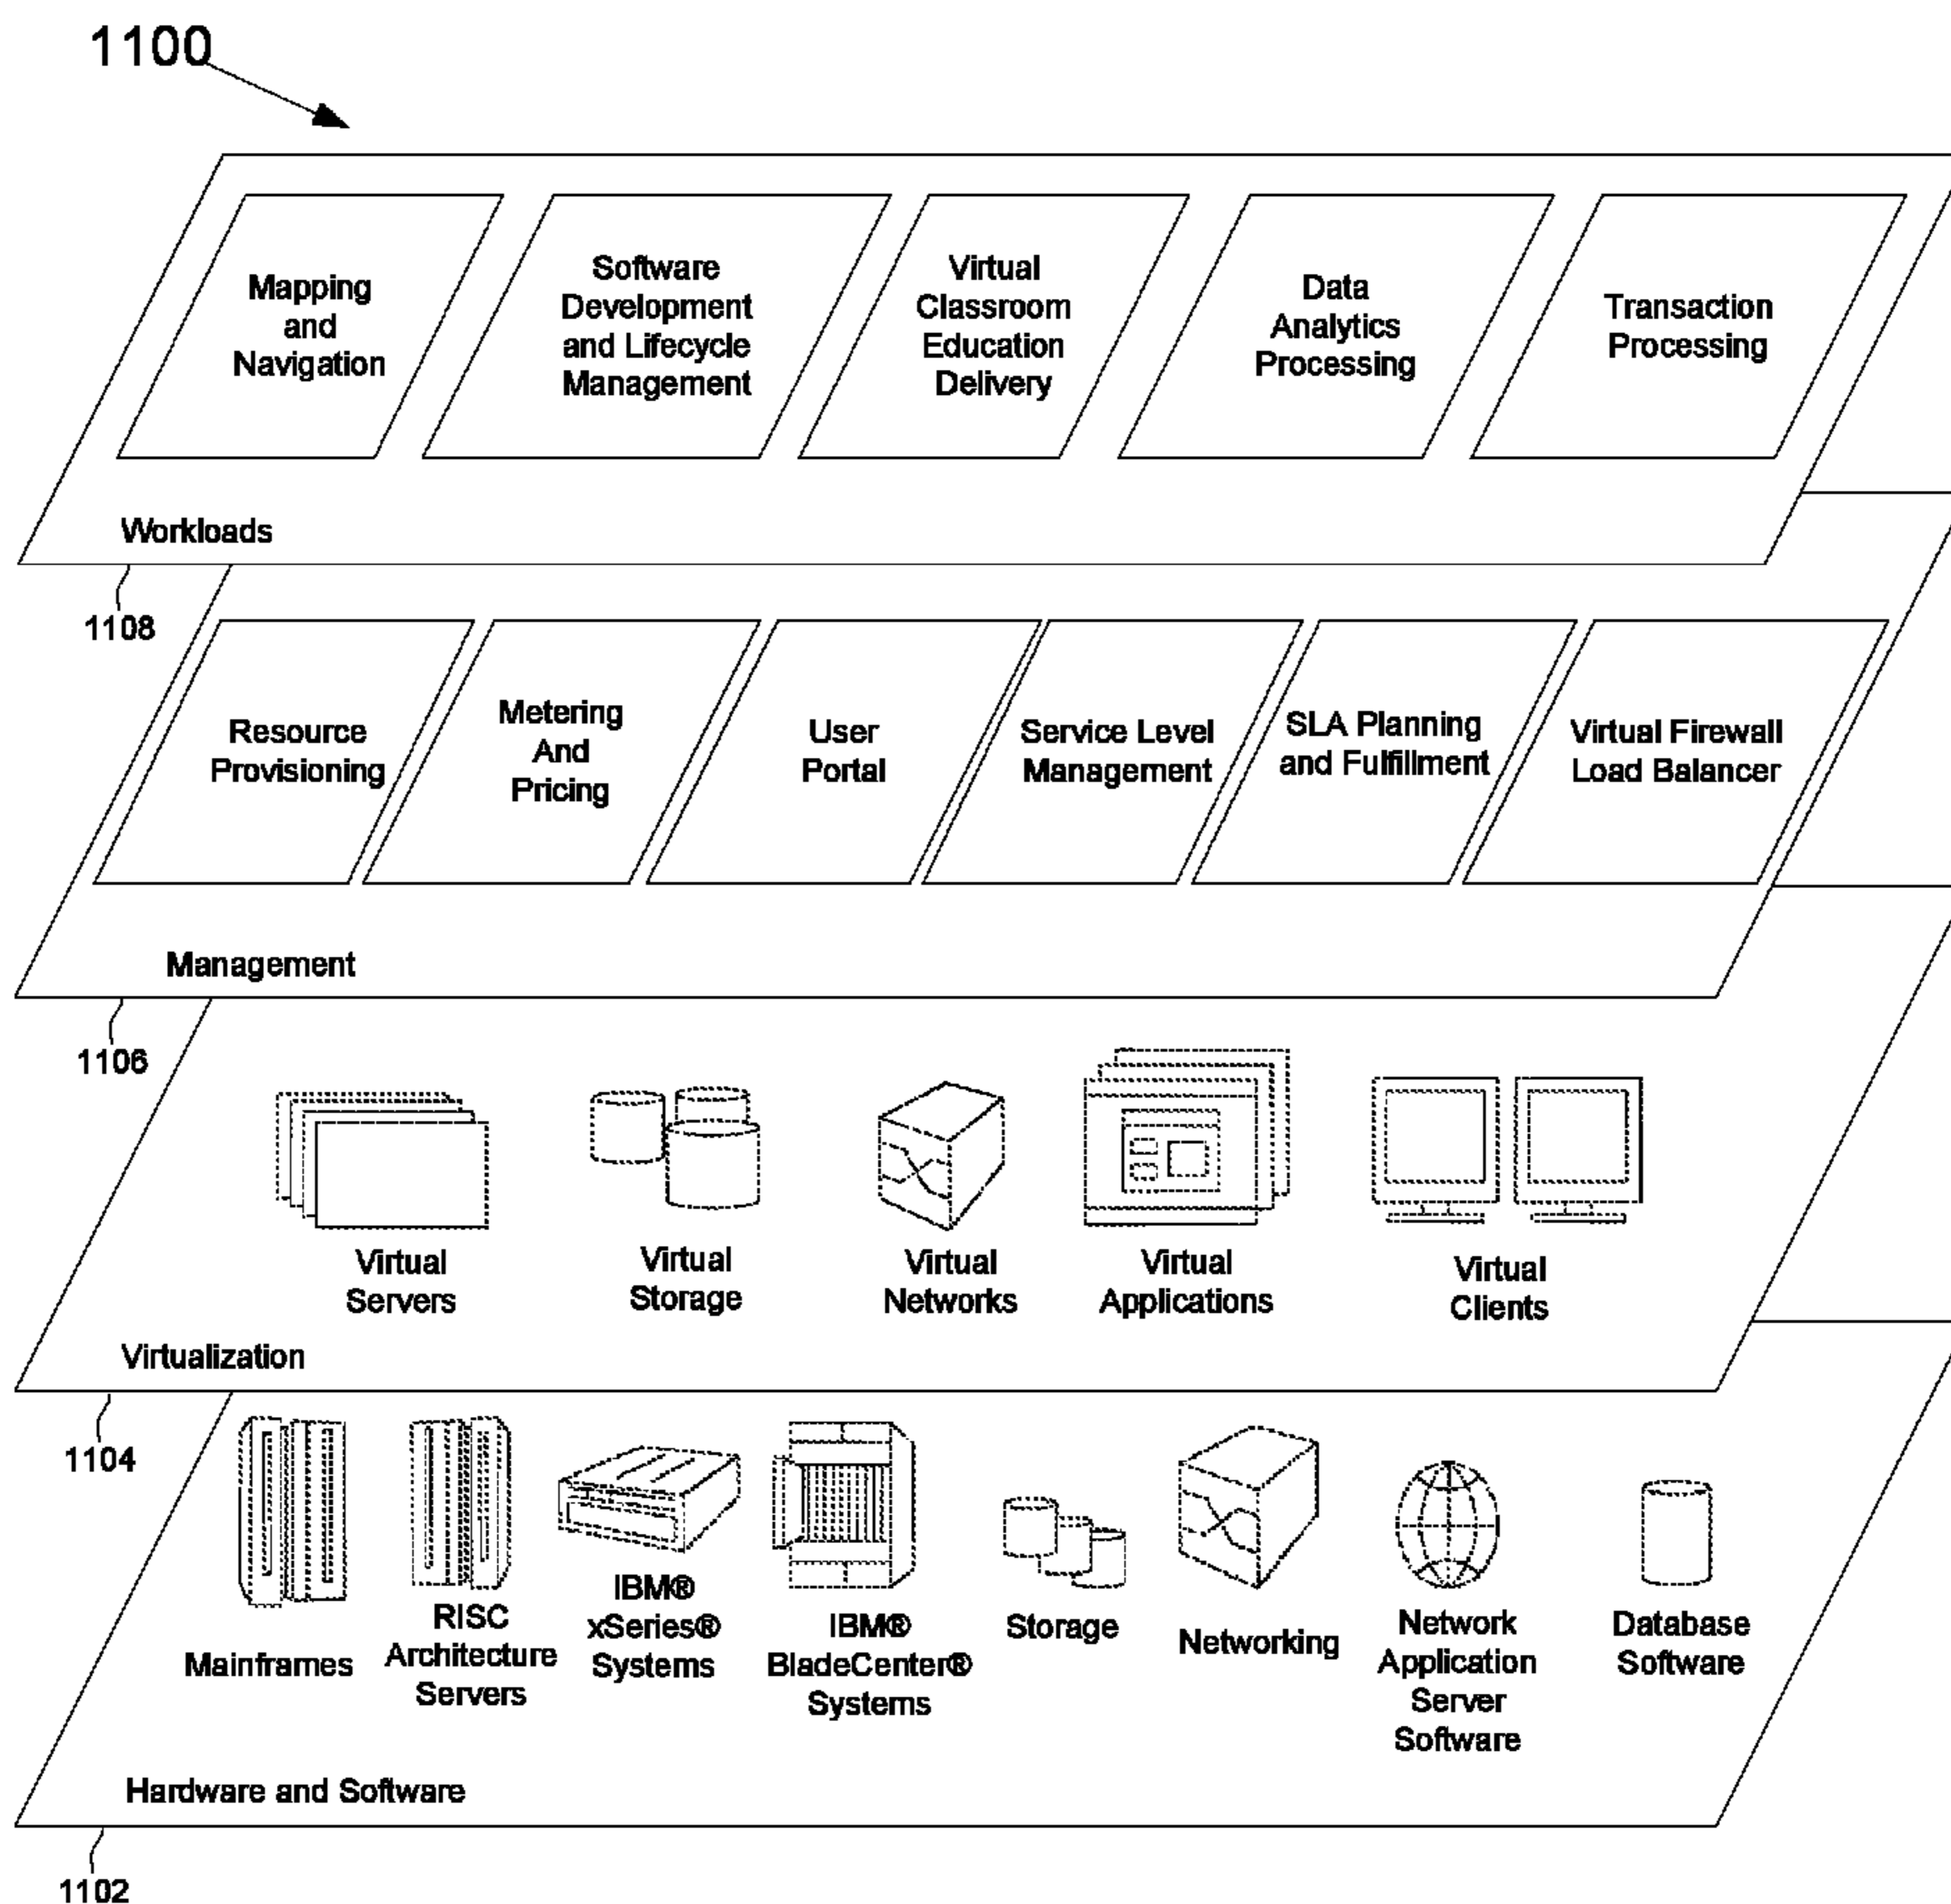 1100
Mapping
and
Navigation
Software
Development
and Lifecycle
Management
Virtual
Classroom
Education
Delivery
Data
Analytics
Processing
Transaction
Processing
Workloads
1108
Resource
Provisioning
Metering
And
Pricing
User
Portal
Service Level
Management
SLA Planning
and Fulfillment
Virtual Firewall
Load Balancer
Management
1106
Virtual
Servers
Virtual
Storage
Virtual
Networks
Virtual
Applications
Virtual
Clients
Virtualization
1104
Mainframes
RISC
Architecture
Servers
IBM®
xSeries®
Systems
IBM®
BladeCenter®
Systems
Storage
Networking
Network
Application
Server
Software
Database
Software
Hardware and Software
1102